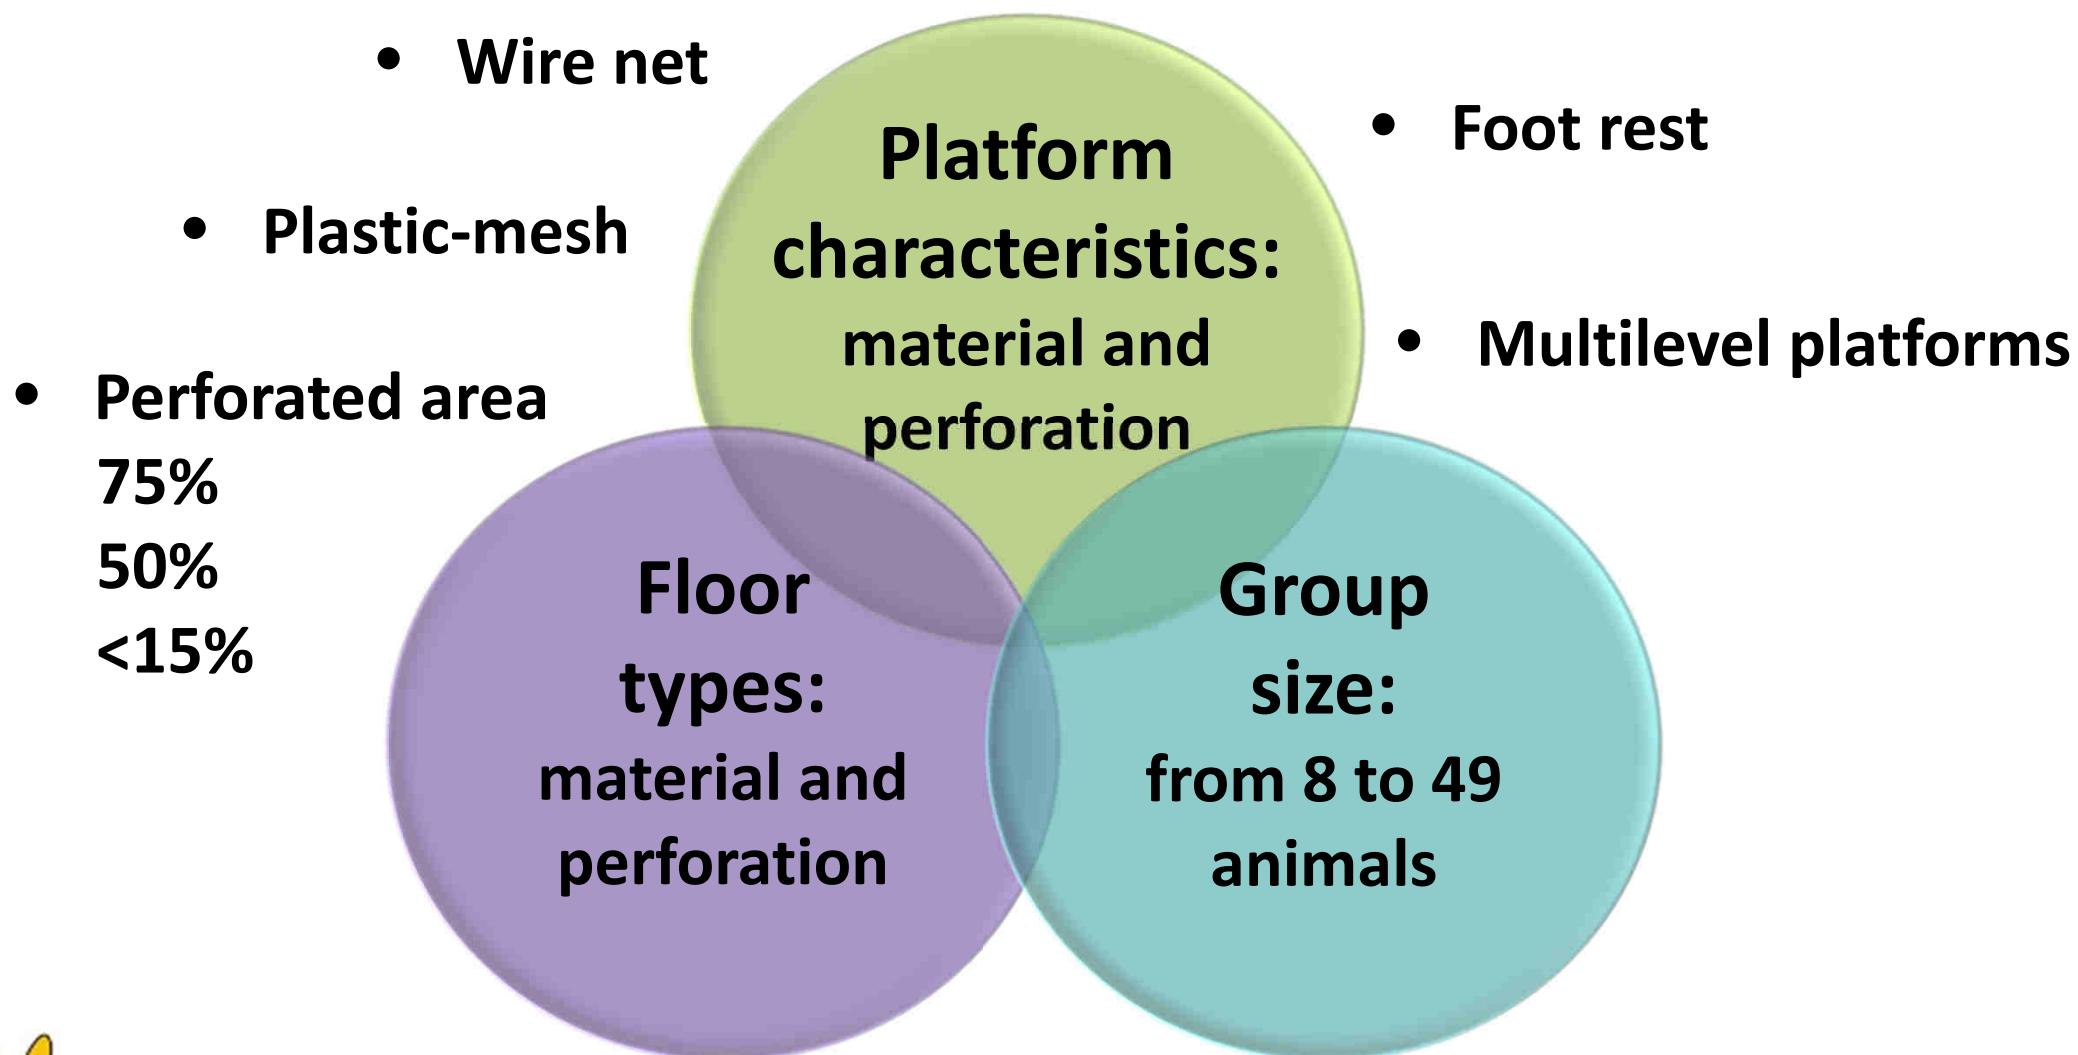 • Wire net
• Plastic-mesh
• Perforated area
75%
50%
<15%
Platform
characteristics:
material and
perforation
• Foot rest
• Multilevel platforms
Floor
types:
material and
perforation
Group
size:
from 8 to 49
animals